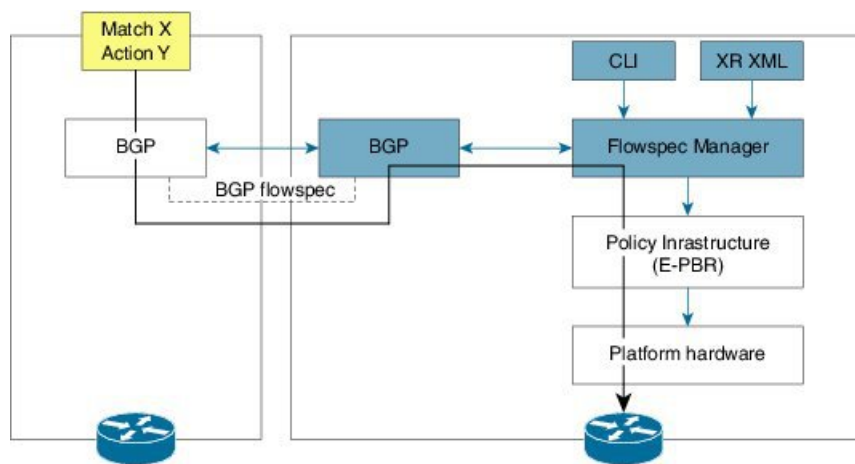 Match X
Action Y
CLI
XR XML
BGP
BGP
Flowspec Manager
BGP flowspec
Policy Inrastructure
(E-PBR)
Platform hardware